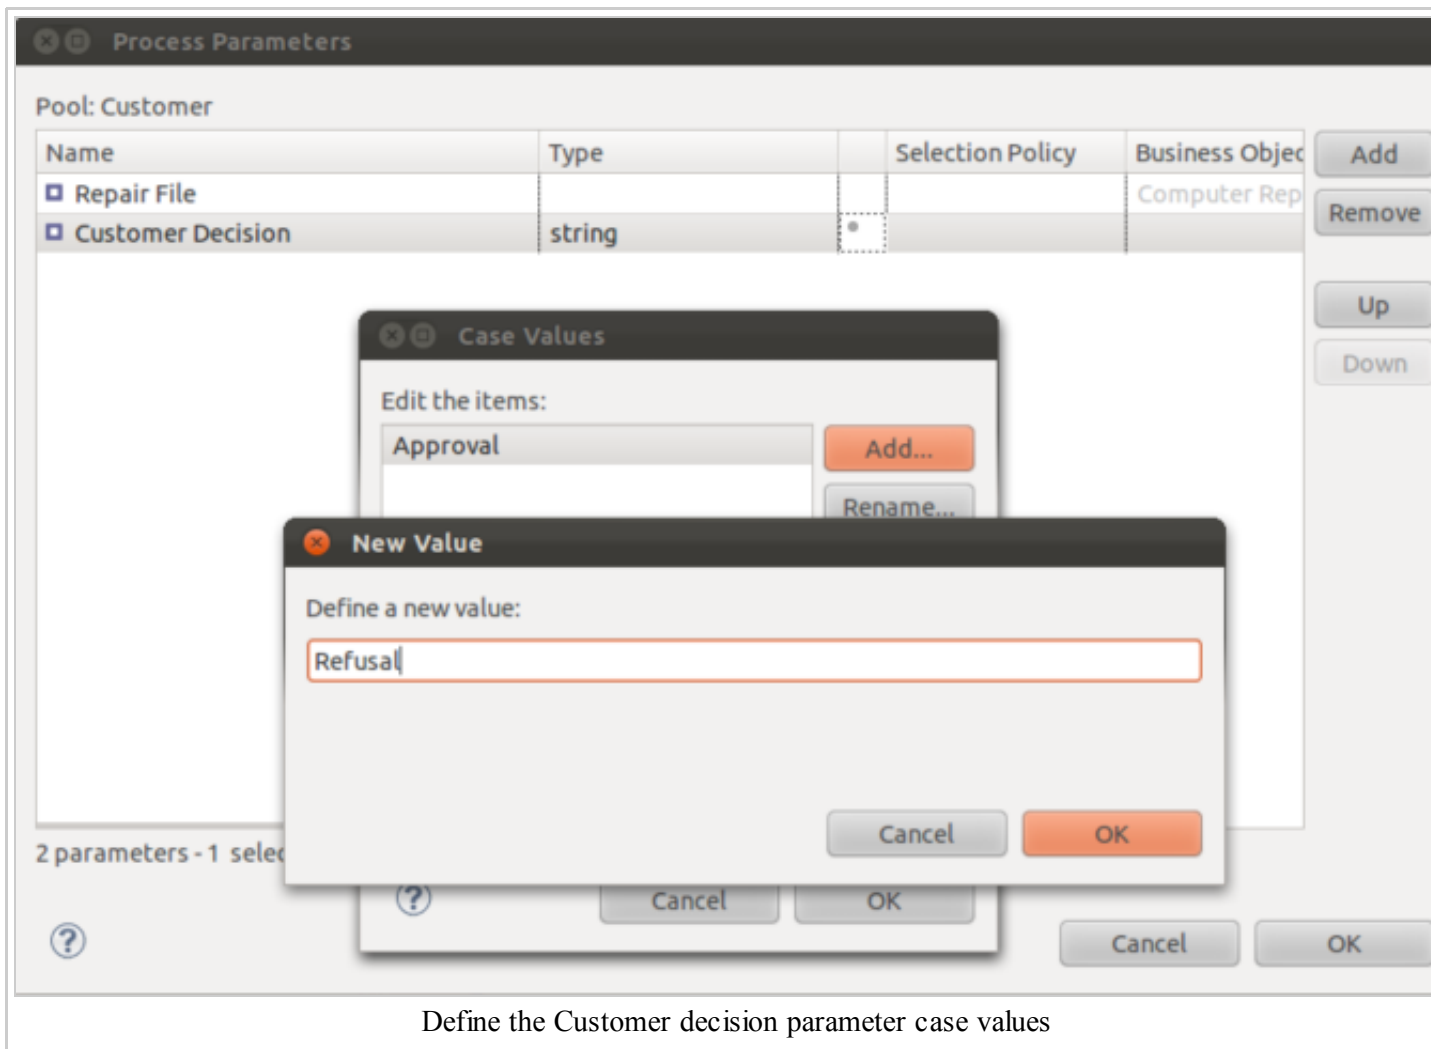 Process Parameters
Pool: Customer
Name Type Selection Policy Business Objec Add
Repair File Computer Rep
Remove
Customer Decision string
Up
Case Values
Down
Edit the items:
Approval Add...
Rename...
New Value
Define a new value:
Refusal
Cancel OK
2 parameters - 1 selec
Cancel OK
Cancel OK
Define the Customer decision parameter case values